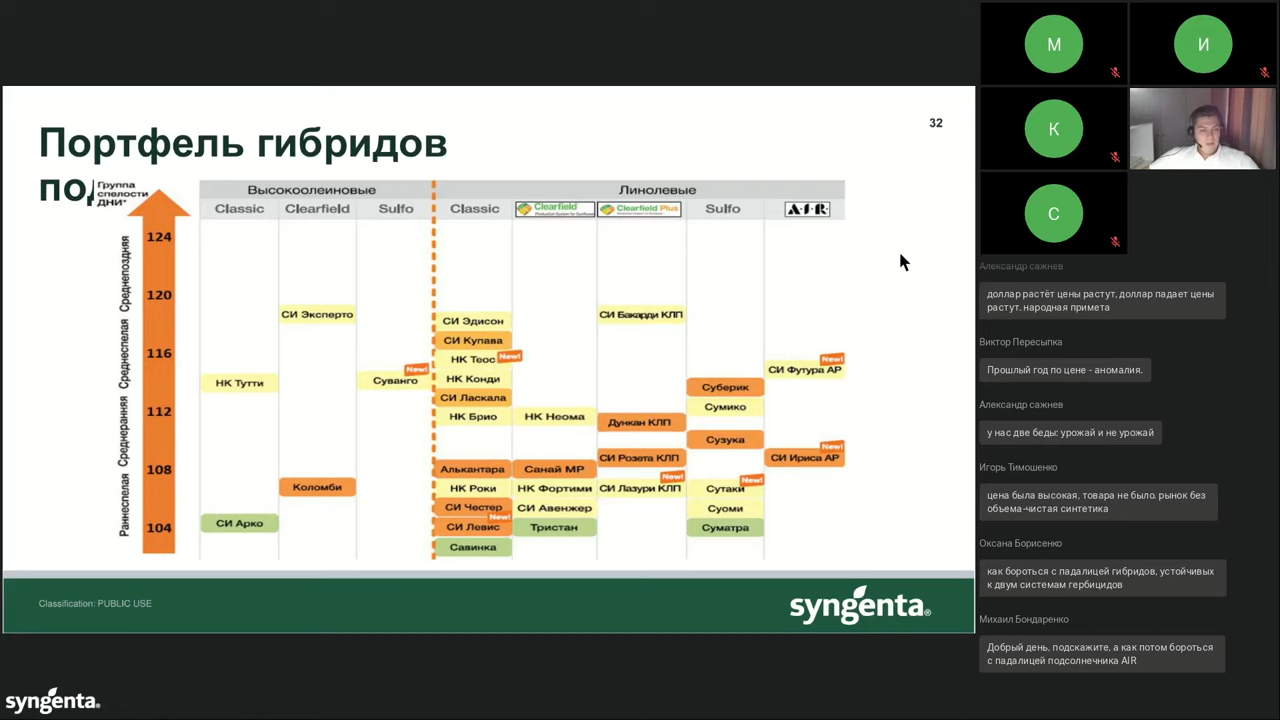 32
Портфель гибридов
по
Группа
спелости
ДНИ*
Высокоолеиновые
Линолевые
Classic
Clearfield
Sulfo
Classic
Clearfield
Clearfield Plus
Sulfo
A.I.R
124
120
116
112
108
104
Раннеспелая Среднеранняя Среднеспелая Среднепоздняя
СИ Эксперто
СИ Эдисон
СИ Бакарди КЛП
СИ Купава
НК Теос
New!
New!
СИ Футура АР
НК Тутти
New!
Суванго
НК Конди
Суберик
СИ Ласкала
Сумико
НК Брио
НК Неома
Дункан КЛП
Сузука
New!
СИ Розета КЛП
СИ Ириса АР
Алькантара
Санай МР
Коломби
НК Роки
НК Фортими
New!
СИ Лазури КЛП
New!
Сутаки
СИ Честер
СИ Авенжер
Суоми
СИ Арко
New!
СИ Левис
Тристан
Суматра
Савинка
Classification: PUBLIC USE
syngenta®
syngenta®
М
И
К
С
Александр сажнев
доллар растёт цены растут, доллар падает цены
растут. народная примета
Виктор Пересыпка
Прошлый год по цене - аномалия.
Александр сажнев
у нас две беды: урожай и не урожай
Игорь Тимошенко
цена была высокая, товара не было. рынок без
объема-чистая синтетика
Оксана Борисенко
как бороться с падалицей гибридов, устойчивых
к двум системам гербицидов
Михаил Бондаренко
Добрый день, подскажите, а как потом бороться
с падалицей подсолнечника AIR